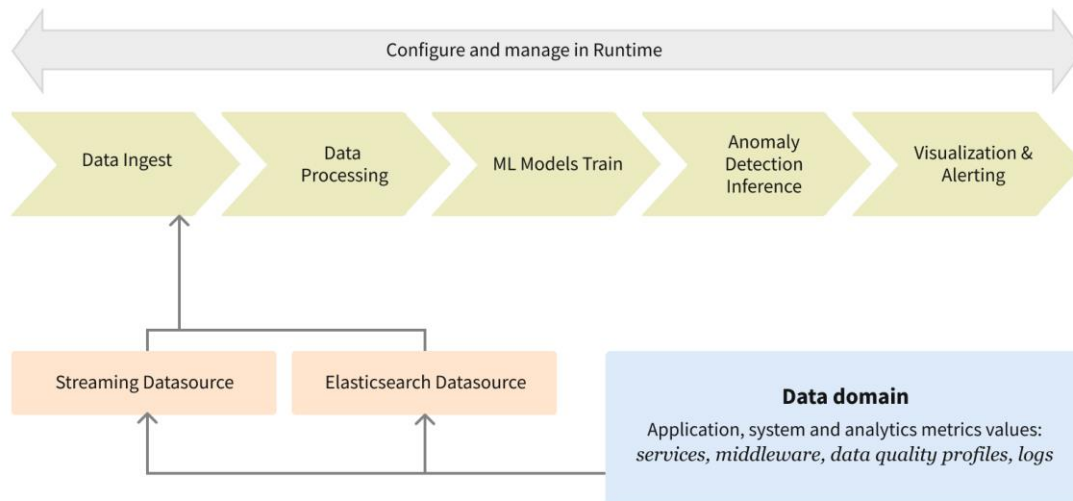 Configure and manage in Runtime
Data Ingest
Data
Processing
ML Models Train
Anomaly
Detection
Inference
Visualization &
Alerting
Streaming Datasource
Elasticsearch Datasource
Data domain
Application, system and analytics metrics values:
services, middleware, data quality profiles, logs